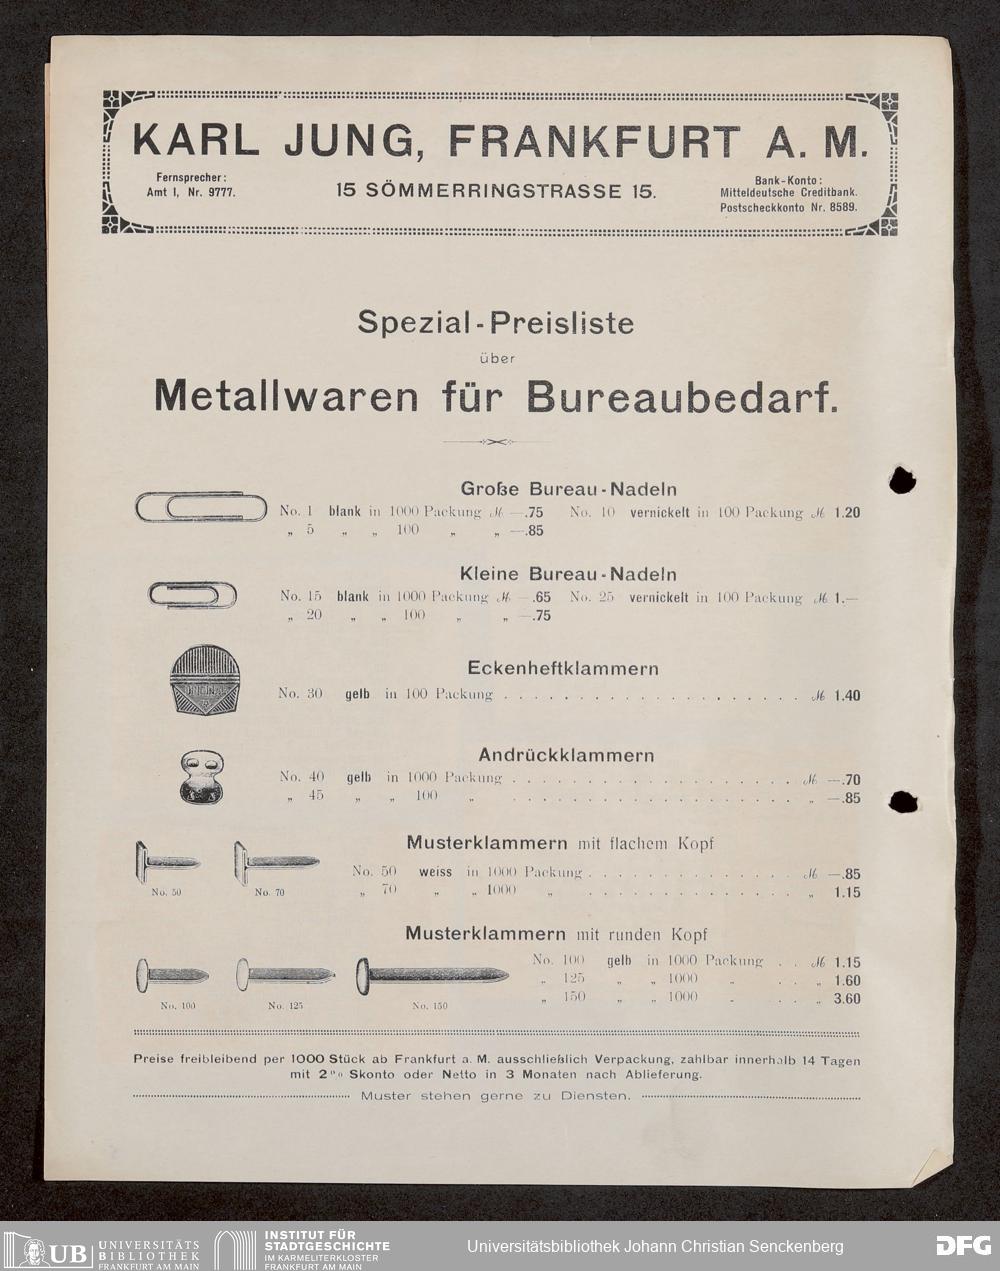 KARL JUNG, FRANKFURT A. M.
Fernsprecher:
Amt I, Nr. 9777.
15 SÖMMERRINGSTRASSE 15.
Bank-Konto:
Mitteldeutsche Creditbank.
Postscheckkonto Nr. 8589.
Spezial-Preisliste
über
Metallwaren für Bureaubedarf.
Große Bureau-Nadeln
No. 1 blank in 1000 Packung ℳ —.75 No. 10 vernickelt in 100 Packung ℳ 1.20
„ 5 „ „ 100 „ „ —.85
Kleine Bureau-Nadeln
No. 15 blank in 1000 Packung ℳ —.65 No. 25 vernickelt in 100 Packung ℳ 1.—
„ 20 „ „ 100 „ „ —.75
ORIGINAL
Eckenheftklammern
No. 30 gelb in 100 Packung . . . . . . . . . . . . . . . . . . . . ℳ 1.40
Andrückklammern
No. 40 gelb in 1000 Packung . . . . . . . . . . . . . . . . . . . ℳ —.70
„ 45 „ „ 100 „ . . . . . . . . . . . . . . . . . . . „ —.85
Musterklammern mit flachem Kopf
No. 50 weiss in 1000 Packung . . . . . . . . . . . . . . ℳ —.85
„ 70 „ „ 1000 „ . . . . . . . . . . . . . . „ 1.15
No. 50
No. 70
Musterklammern mit runden Kopf
No. 100 gelb in 1000 Packung . . ℳ 1.15
„ 125 „ „ 1000 „ . . „ 1.60
„ 150 „ „ 1000 „ . . „ 3.60
No. 100
No. 125
No. 150
Preise freibleibend per 1000 Stück ab Frankfurt a. M. ausschließlich Verpackung, zahlbar innerhalb 14 Tagen
mit 2% Skonto oder Netto in 3 Monaten nach Ablieferung.
Muster stehen gerne zu Diensten.
UB
UNIVERSITÄTS
BIBLIOTHEK
FRANKFURT AM MAIN
INSTITUT FÜR
STADTGESCHICHTE
IM KARMELITERKLOSTER
FRANKFURT AM MAIN
Universitätsbibliothek Johann Christian Senckenberg
DFG